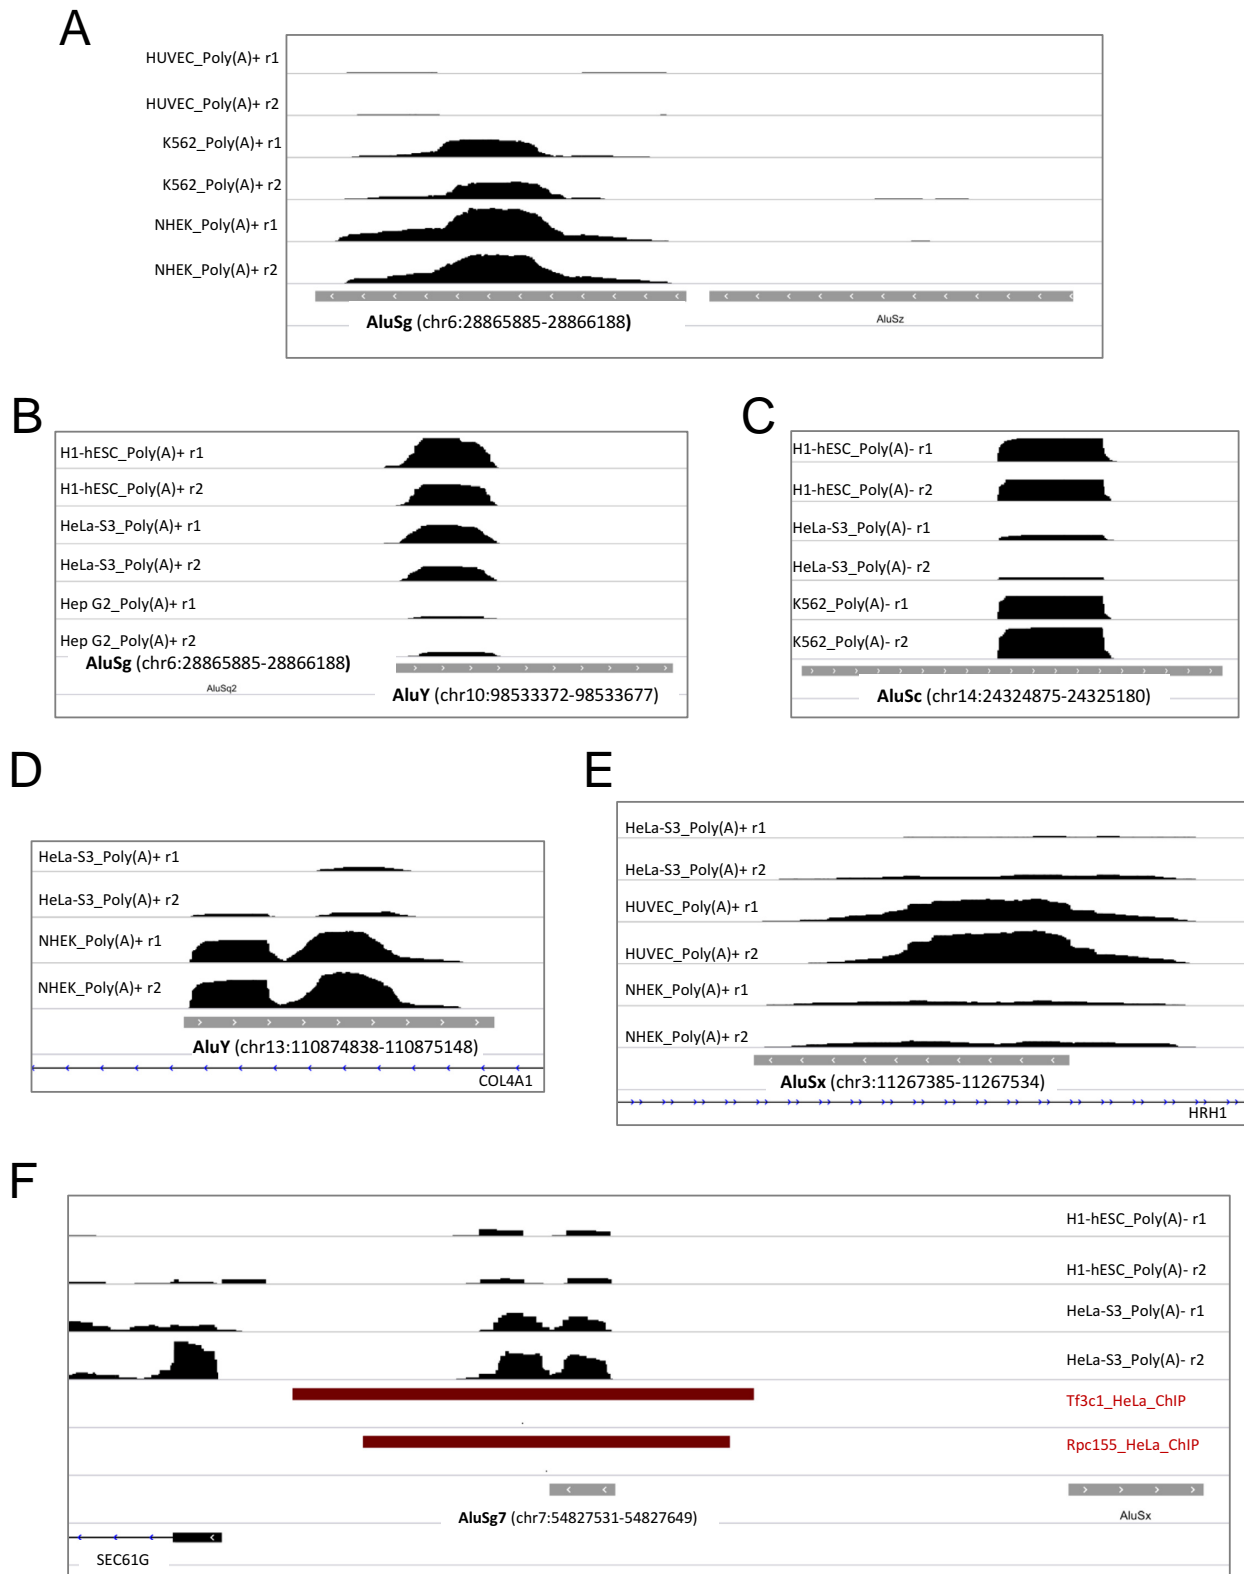 A
HUVEC_Poly(A)+ r1
HUVEC_Poly(A)+ r2
K562_Poly(A)+ r1
K562_Poly(A)+ r2
NHEK_Poly(A)+ r1
NHEK_Poly(A)+ r2
AluSg (chr6:28865885-28866188)
AluSz
B
H1-hESC_Poly(A)+ r1
H1-hESC_Poly(A)+ r2
HeLa-S3_Poly(A)+ r1
HeLa-S3_Poly(A)+ r2
Hep G2_Poly(A)+ r1
Hep G2_Poly(A)+ r2
AluSg (chr6:28865885-28866188)
AluSq2
AluY (chr10:98533372-98533677)
C
H1-hESC_Poly(A)- r1
H1-hESC_Poly(A)- r2
HeLa-S3_Poly(A)- r1
HeLa-S3_Poly(A)- r2
K562_Poly(A)- r1
K562_Poly(A)- r2
AluSc (chr14:24324875-24325180)
D
HeLa-S3_Poly(A)+ r1
HeLa-S3_Poly(A)+ r2
NHEK_Poly(A)+ r1
NHEK_Poly(A)+ r2
AluY (chr13:110874838-110875148)
COL4A1
E
HeLa-S3_Poly(A)+ r1
HeLa-S3_Poly(A)+ r2
HUVEC_Poly(A)+ r1
HUVEC_Poly(A)+ r2
NHEK_Poly(A)+ r1
NHEK_Poly(A)+ r2
AluSx (chr3:11267385-11267534)
HRH1
F
H1-hESC_Poly(A)- r1
H1-hESC_Poly(A)- r2
HeLa-S3_Poly(A)- r1
HeLa-S3_Poly(A)- r2
Tf3c1_HeLa_ChIP
Rpc155_HeLa_ChIP
AluSg7 (chr7:54827531-54827649)
AluSx
SEC61G